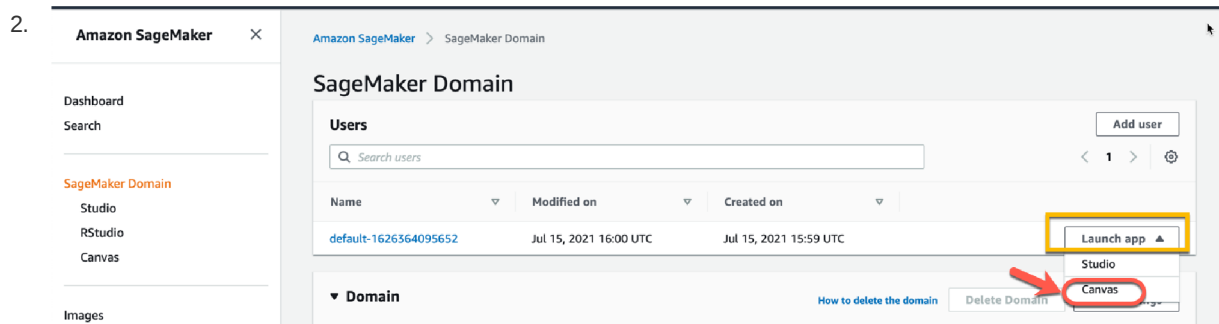 2.
Amazon SageMaker ×
Amazon SageMaker > SageMaker Domain
SageMaker Domain
Dashboard
Search
SageMaker Domain
Studio
RStudio
Canvas
Images
Users
Add user
Search users
< 1 >
Name Modified on Created on
default-1626364095652 Jul 15, 2021 16:00 UTC Jul 15, 2021 15:59 UTC Launch app
Studio
Canvas
Domain
How to delete the domain Delete Domain